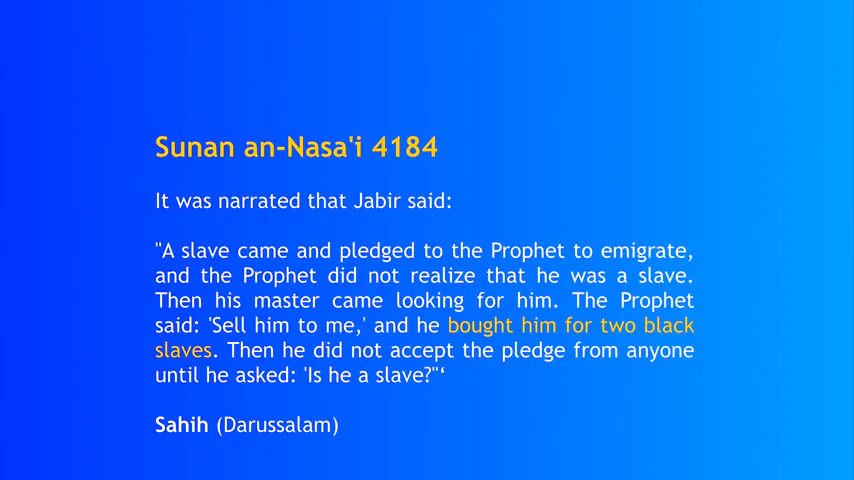 Sunan an-Nasa'i 4184
It was narrated that Jabir said:
"A slave came and pledged to the Prophet to emigrate,
and the Prophet did not realize that he was a slave.
Then his master came looking for him. The Prophet
said: 'Sell him to me,' and he bought him for two black
slaves. Then he did not accept the pledge from anyone
until he asked: 'Is he a slave?"‘
Sahih (Darussalam)